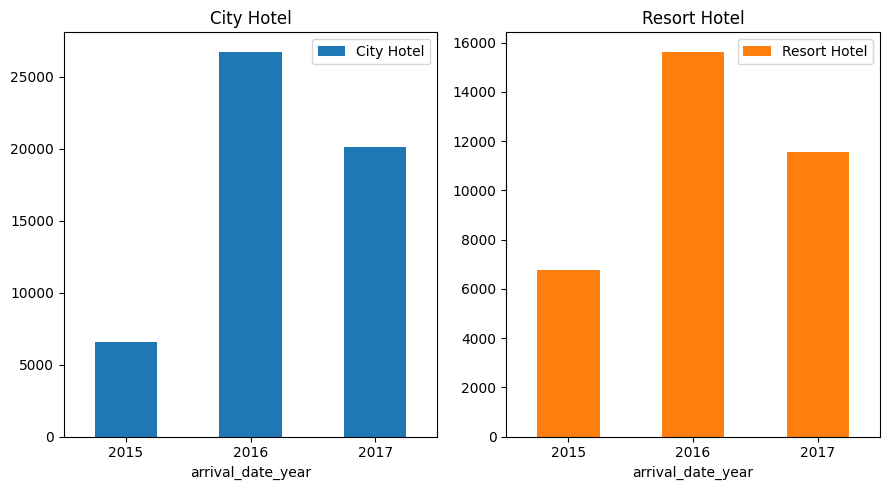 City Hotel
City Hotel
25000
20000
15000
10000
5000
0
2015 2016 2017
arrival_date_year
Resort Hotel
Resort Hotel
16000
14000
12000
10000
8000
6000
4000
2000
0
2015 2016 2017
arrival_date_year